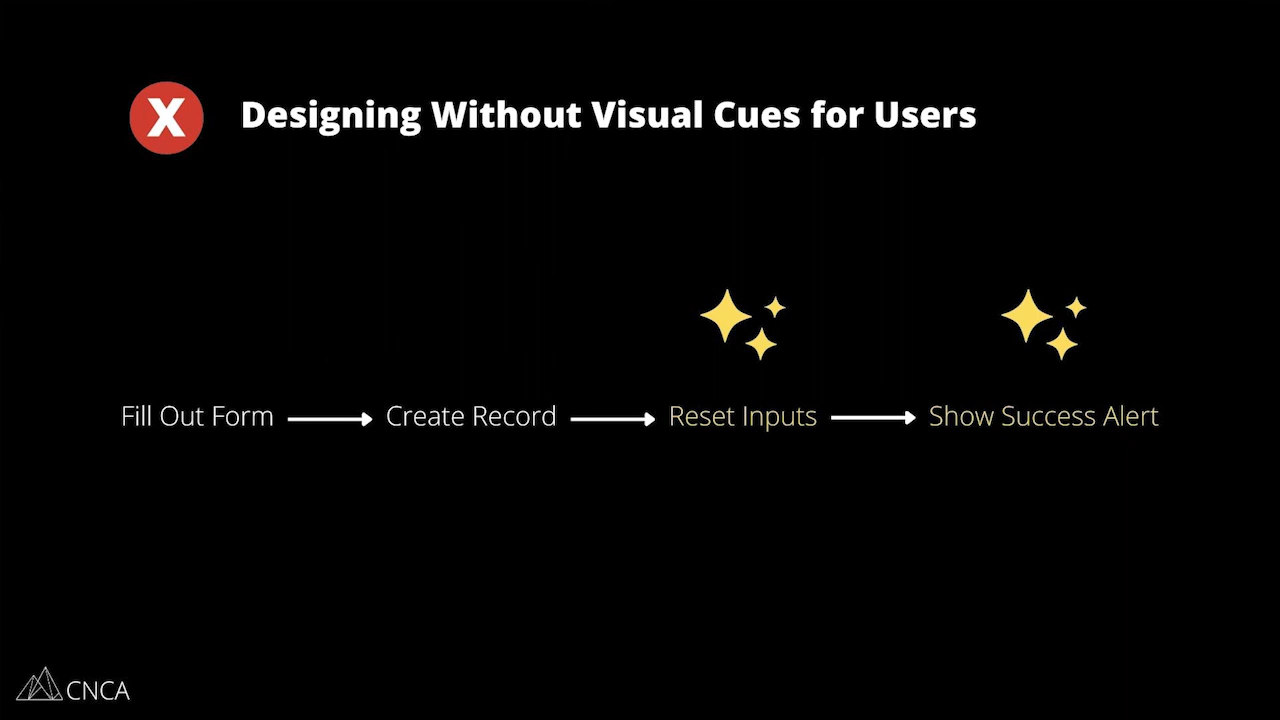 X Designing Without Visual Cues for Users
Fill Out Form Create Record Reset Inputs Show Success Alert
CNCA